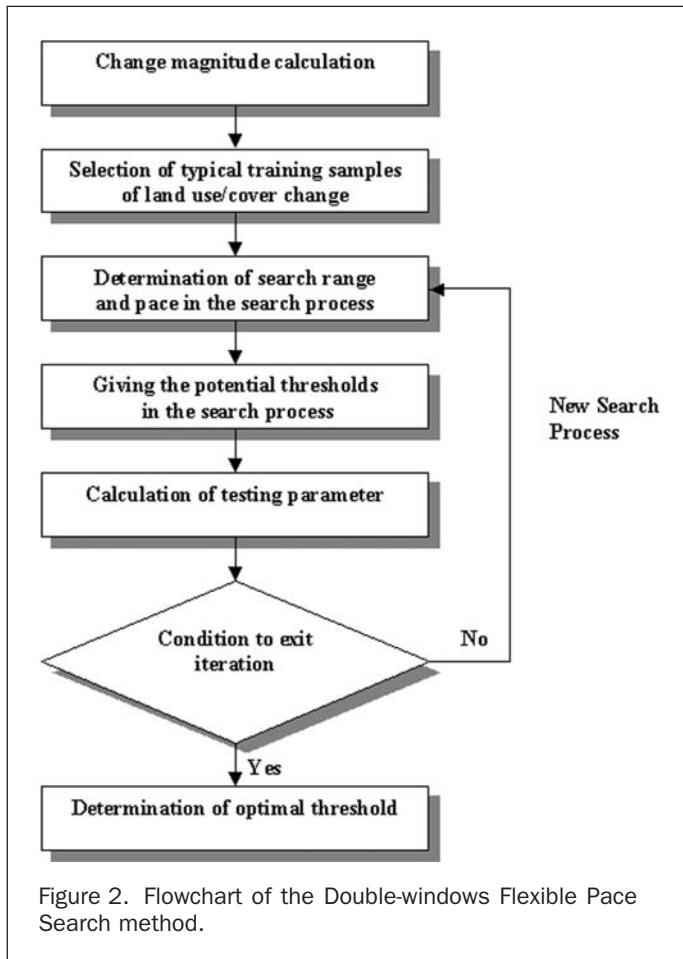 Change magnitude calculation
Selection of typical training samples
of land use/cover change
Determination of search range
and pace in the search process
Giving the potential thresholds
in the search process
New Search
Process
Calculation of testing parameter
Condition to exit
iteration
No
Yes
Determination of optimal threshold
Figure 2. Flowchart of the Double-windows Flexible Pace
Search method.